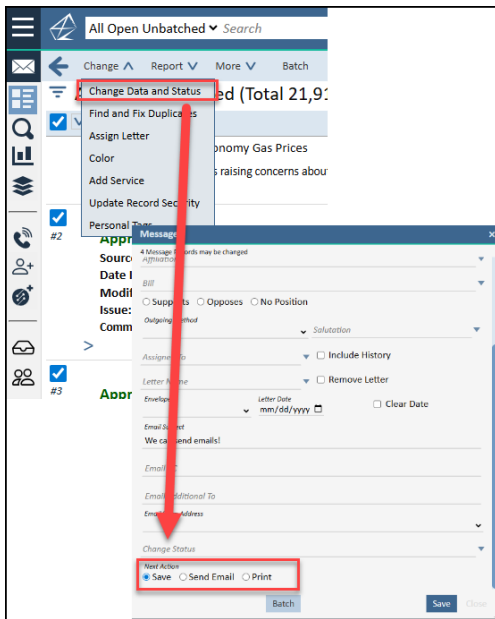 All Open Unbatched Search
Change Report More Batch
ed (Total 21,91
Change Data and Status
Find and Fix Duplicates
Assign Letter
Color
Add Service
Update Record Security
Personal Tags
onomy Gas Prices
s raising concerns abou
#2
Appr
Sourc
Date
Modif
Issue:
Comm
>
#3
Appr
Message
×
4 Message Records may be changed
Affiliation
Bill
Supports Opposes No Position
Outgoing Method
Salutation
Assigned To
Include History
Letter Name
Remove Letter
Envelope
Letter Date
mm/dd/yyyy
Clear Date
Email Subject
We can send emails!
Email
Email Additional To
Email Address
Change Status
Next Action
Save Send Email Print
Batch
Save Close